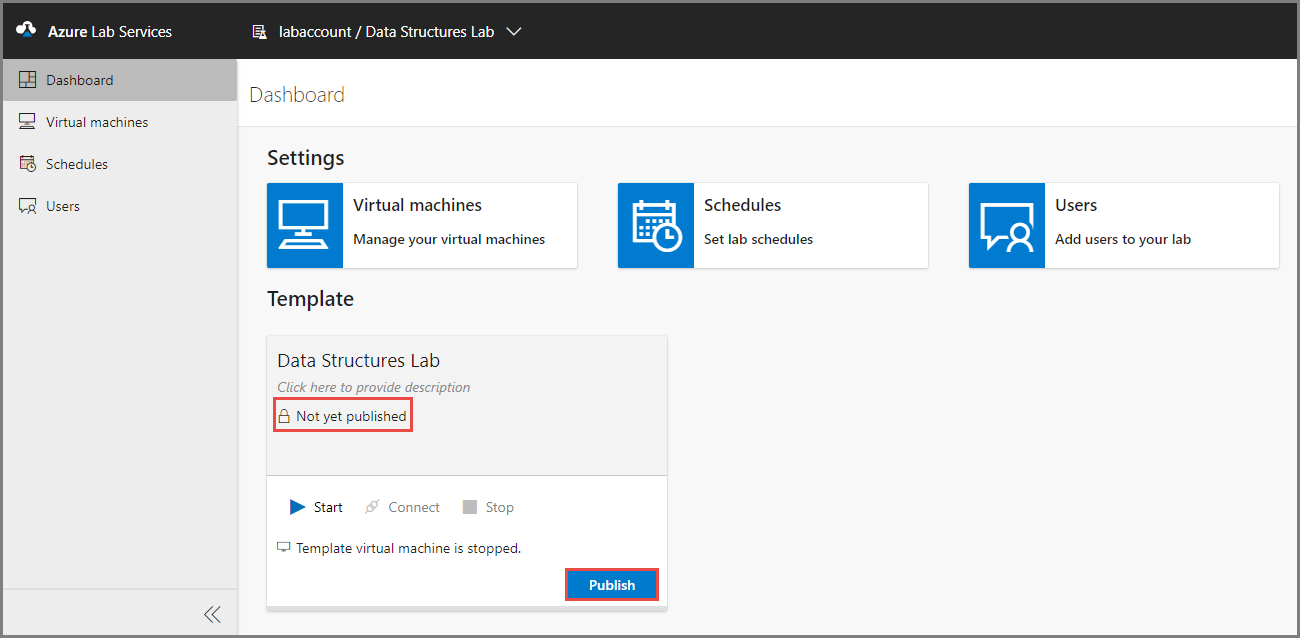 Azure Lab Services
labaccount / Data Structures Lab
Dashboard
Virtual machines
Schedules
Users
Dashboard
Settings
Virtual machines
Manage your virtual machines
Schedules
Set lab schedules
Users
Add users to your lab
Template
Data Structures Lab
Click here to provide description
Not yet published
Start Connect Stop
Template virtual machine is stopped.
Publish